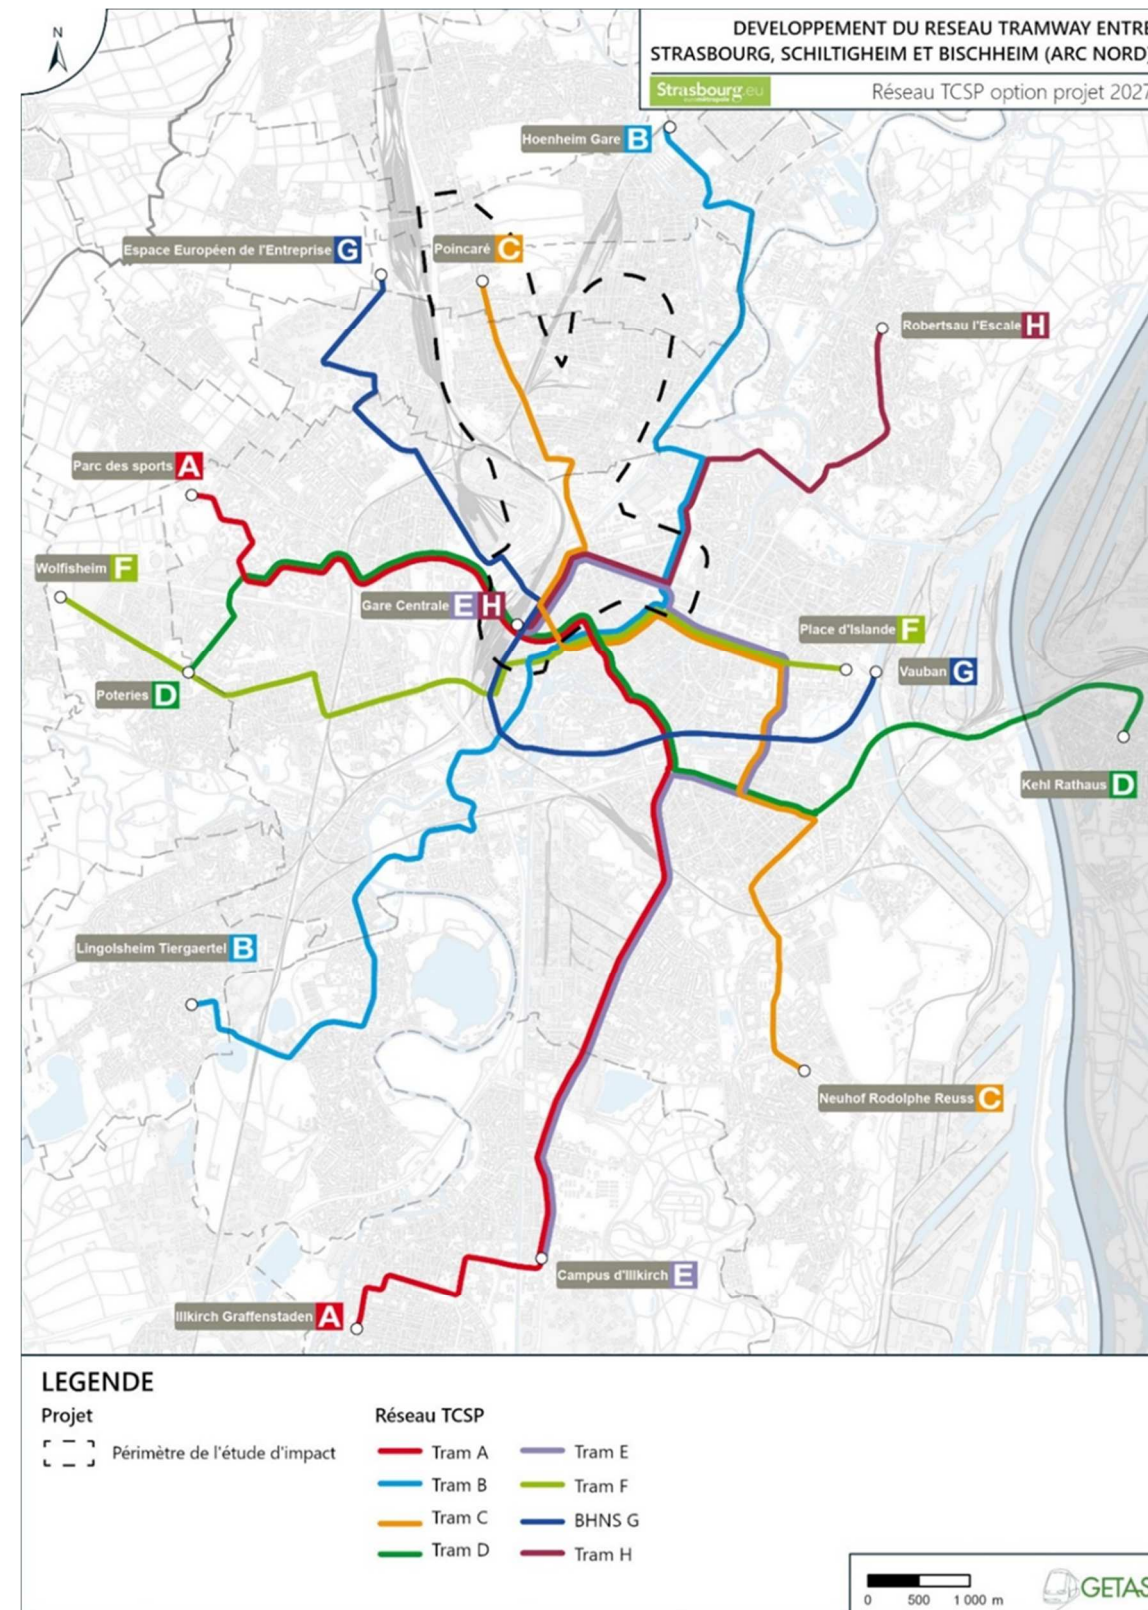 N
DEVELOPPEMENT DU RESEAU TRAMWAY ENTRE
STRASBOURG, SCHILTIGHEIM ET BISCHHEIM (ARC NORD)
Strasbourg.eu
Réseau TCSP option projet 2027
Hoenheim Gare B
Espace Européen de l'Entreprise G
Poincaré C
Robertsau l'Escale H
Parc des sports A
Wolfisheim F
Gare Centrale E H
Place d'Islande F
Vauban G
Poteries D
Kehl Rathaus D
Lingolsheim Tiergaertel B
Neuhof Rodolphe Reuss C
Campus d'Illkirch E
Illkirch Graffenstaden A
LEGENDE
Projet
Périmètre de l'étude d'impact
Réseau TCSP
Tram A
Tram B
Tram C
Tram D
Tram E
Tram F
BHNS G
Tram H
0 500 1 000 m
GETAS